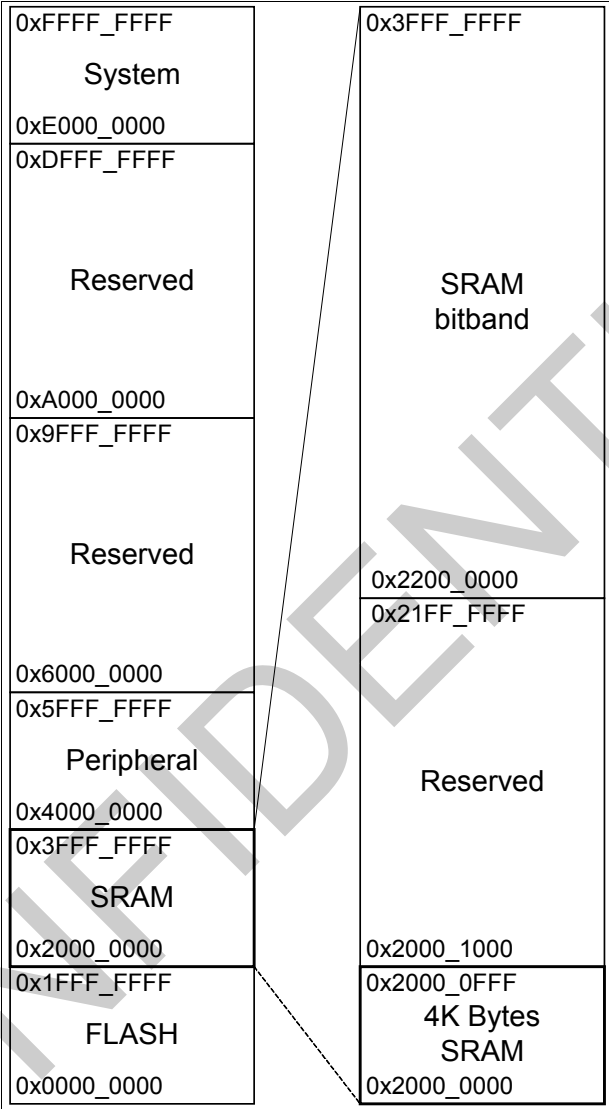 0xFFFF_FFFF
System
0xE000_0000
0xDFFF_FFFF
Reserved
0xA000_0000
0x9FFF_FFFF
Reserved
0x6000_0000
0x5FFF_FFFF
Peripheral
0x4000_0000
0x3FFF_FFFF
SRAM
0x2000_0000
0x1FFF_FFFF
FLASH
0x0000_0000
0x3FFF_FFFF
SRAM
bitband
0x2200_0000
0x21FF_FFFF
Reserved
0x2000_1000
0x2000_0FFF
4K Bytes
SRAM
0x2000_0000
NFIDENT